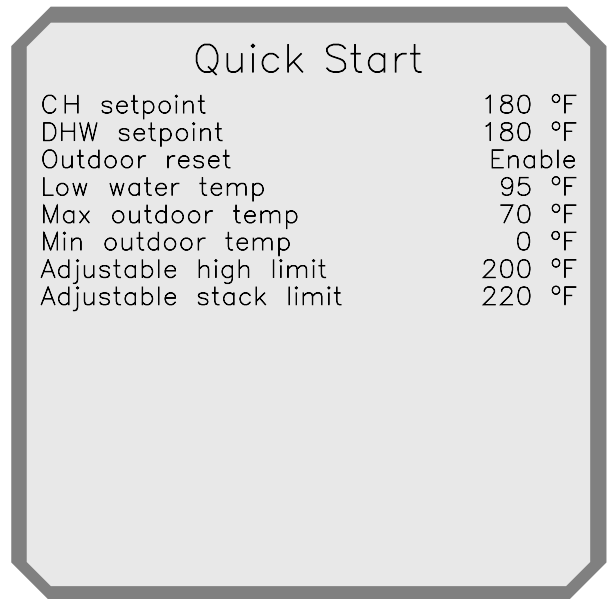 Quick Start
CH setpoint 180 °F
DHW setpoint 180 °F
Outdoor reset Enable
Low water temp 95 °F
Max outdoor temp 70 °F
Min outdoor temp 0 °F
Adjustable high limit 200 °F
Adjustable stack limit 220 °F